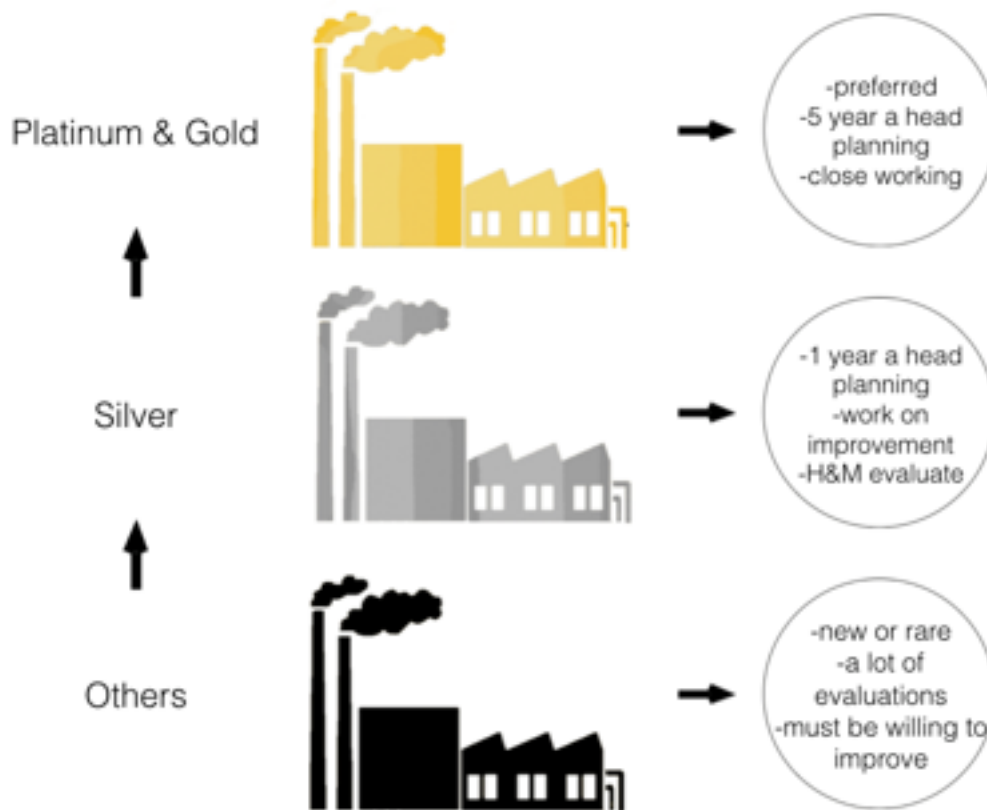 Platinum & Gold
-preferred
-5 year a head
planning
-close working
Silver
-1 year a head
planning
-work on
improvement
-H&M evaluate
Others
-new or rare
-a lot of
evaluations
-must be willing to
improve